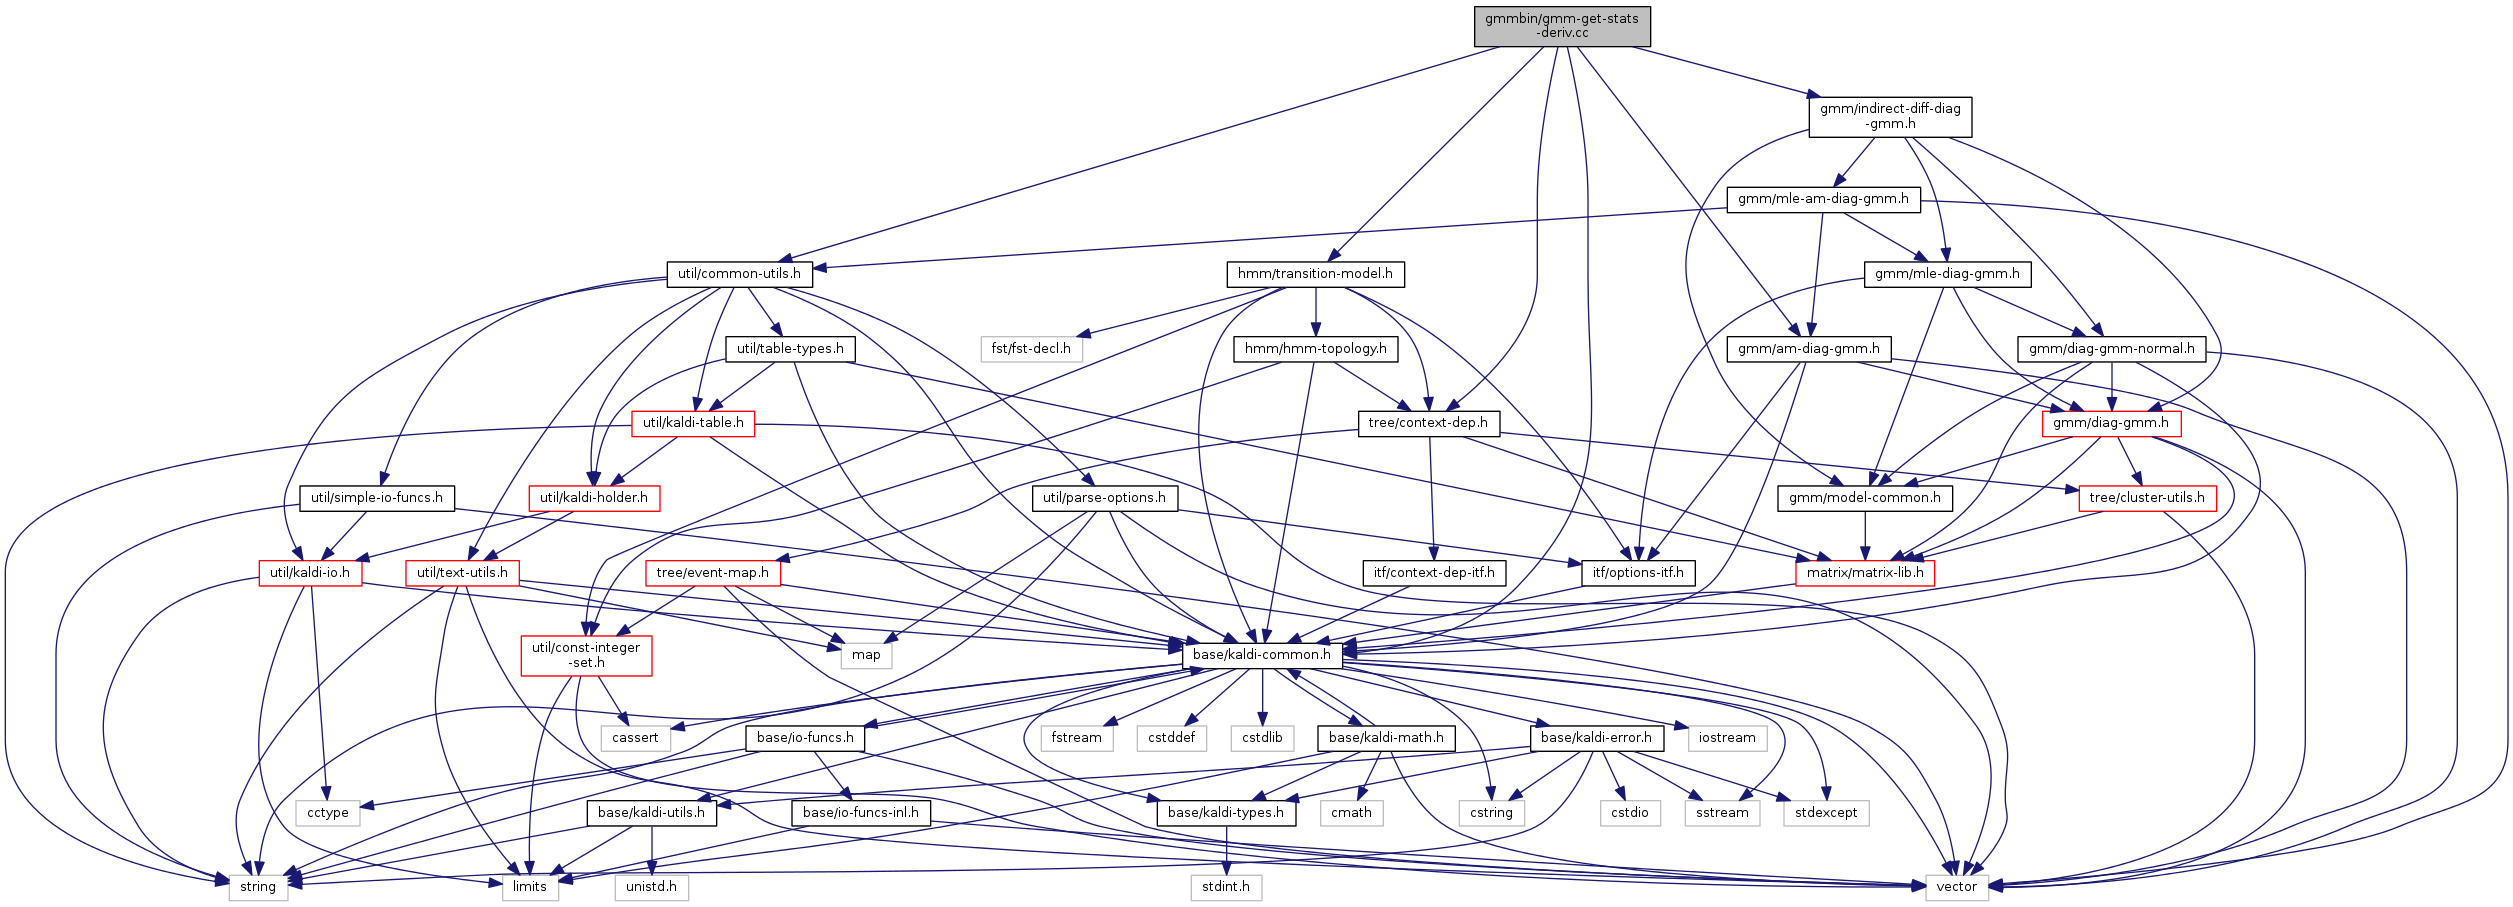 gmmbin/gmm-get-stats
-deriv.cc
gmm/indirect-diff-diag
-gmm.h
gmm/mle-am-diag-gmm.h
util/common-utils.h
hmm/transition-model.h
gmm/mle-diag-gmm.h
fst/fst-decl.h
util/table-types.h
hmm/hmm-topology.h
gmm/am-diag-gmm.h
gmm/diag-gmm-normal.h
util/kaldi-table.h
tree/context-dep.h
gmm/diag-gmm.h
util/simple-io-funcs.h
util/kaldi-holder.h
util/parse-options.h
gmm/model-common.h
tree/cluster-utils.h
util/kaldi-io.h
util/text-utils.h
tree/event-map.h
itf/context-dep-itf.h
itf/options-itf.h
matrix/matrix-lib.h
util/const-integer
-set.h
map
base/kaldi-common.h
cassert
base/io-funcs.h
fstream
cstddef
cstdlib
base/kaldi-math.h
base/kaldi-error.h
iostream
cctype
base/kaldi-utils.h
base/io-funcs-inl.h
base/kaldi-types.h
cmath
cstring
cstdio
sstream
stdexcept
string
limits
unistd.h
stdint.h
vector